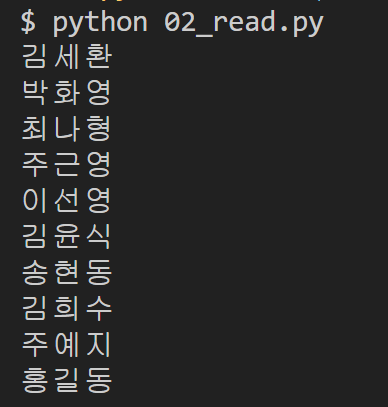 $ python 02_read.py
김세환
박화영
최나형
주근영
이선영
김윤식
송현동
김희수
주예지
홍길동